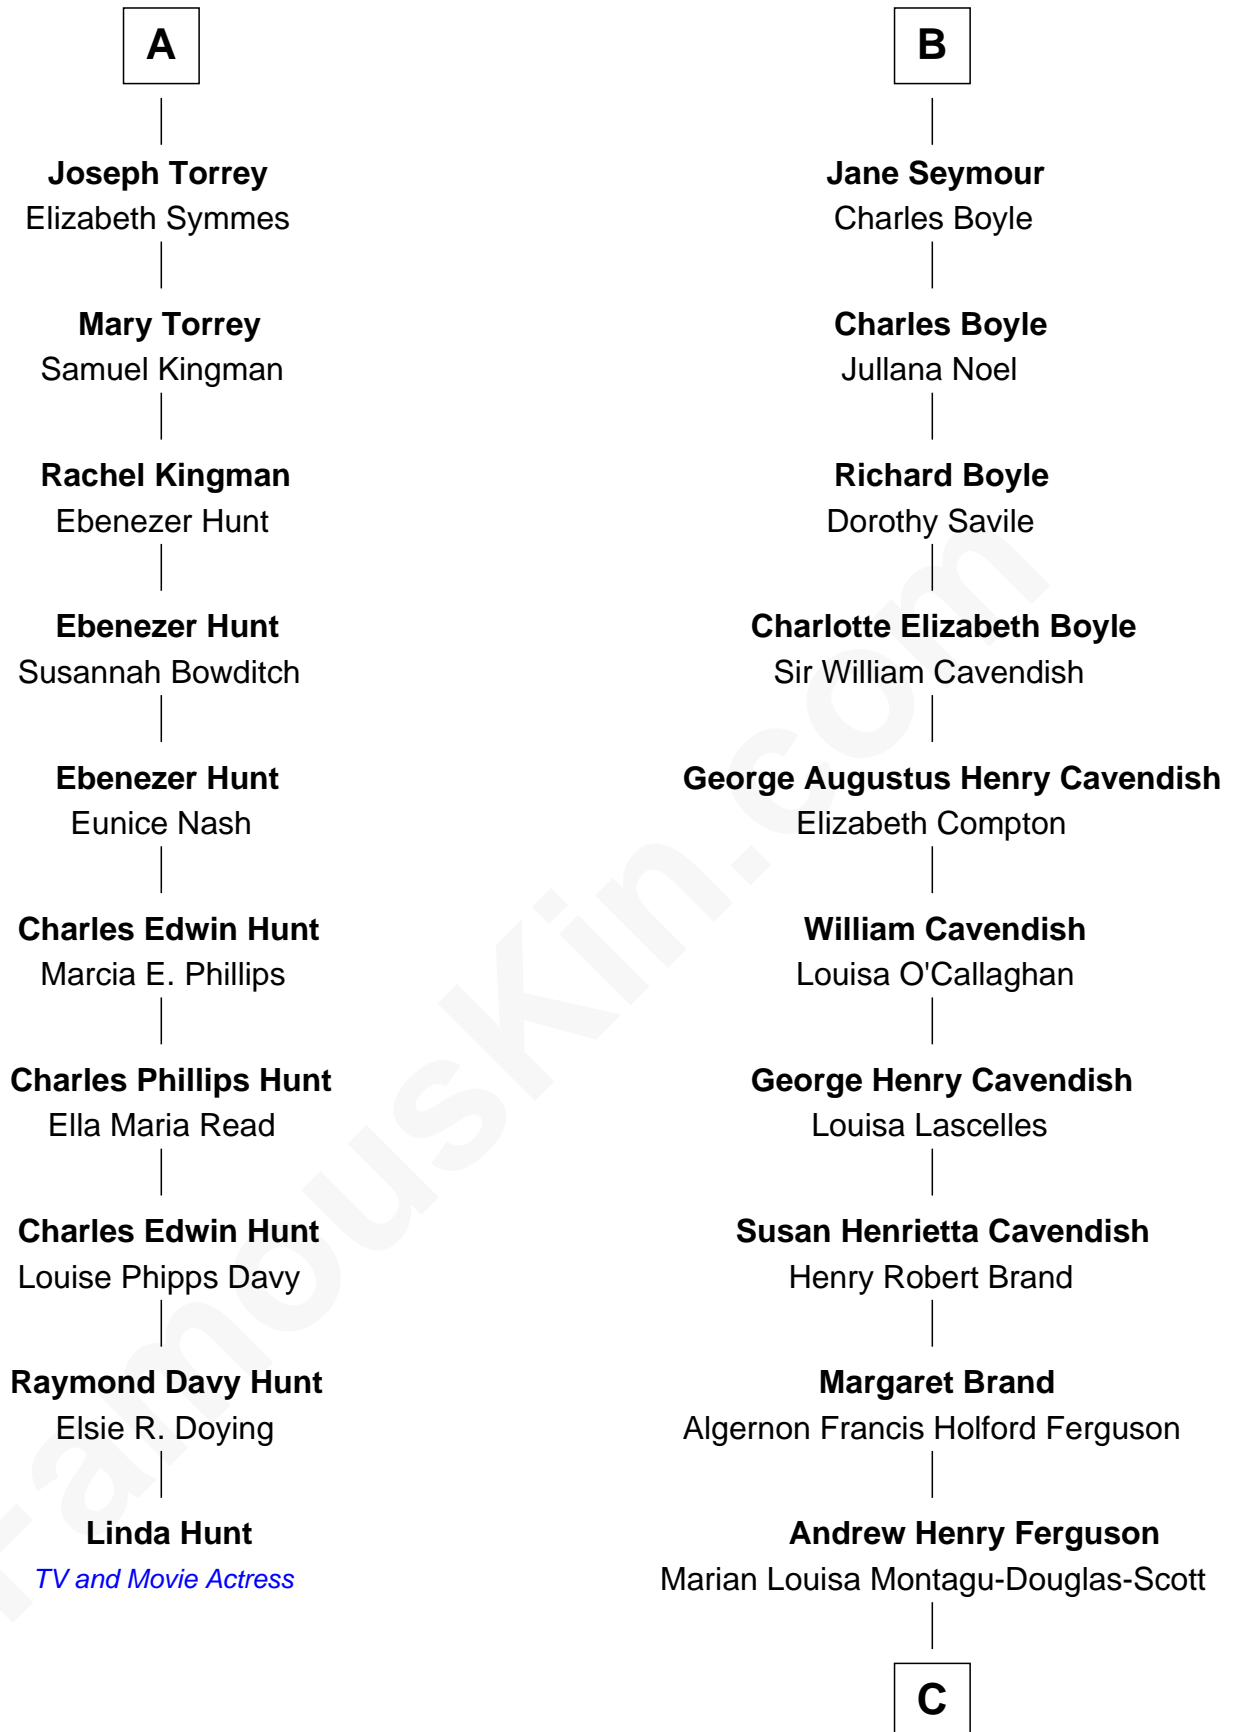 A
Joseph Torrey
Elizabeth Symmes
Mary Torrey
Samuel Kingman
Rachel Kingman
Ebenezer Hunt
Ebenezer Hunt
Susannah Bowditch
Ebenezer Hunt
Eunice Nash
Charles Edwin Hunt
Marcia E. Phillips
Charles Phillips Hunt
Ella Maria Read
Charles Edwin Hunt
Louise Phipps Davy
Raymond Davy Hunt
Elsie R. Doying
Linda Hunt
TV and Movie Actress
B
Jane Seymour
Charles Boyle
Charles Boyle
Jullana Noel
Richard Boyle
Dorothy Savile
Charlotte Elizabeth Boyle
Sir William Cavendish
George Augustus Henry Cavendish
Elizabeth Compton
William Cavendish
Louisa O'Callaghan
George Henry Cavendish
Louisa Lascelles
Susan Henrietta Cavendish
Henry Robert Brand
Margaret Brand
Algernon Francis Holford Ferguson
Andrew Henry Ferguson
Marian Louisa Montagu-Douglas-Scott
C
FamousKin.com